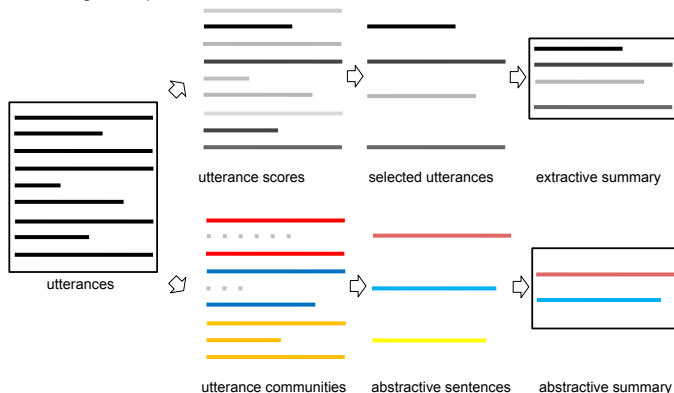 utterance scores
selected utterances
extractive summary
utterances
utterance communities
abstractive sentences
abstractive summary